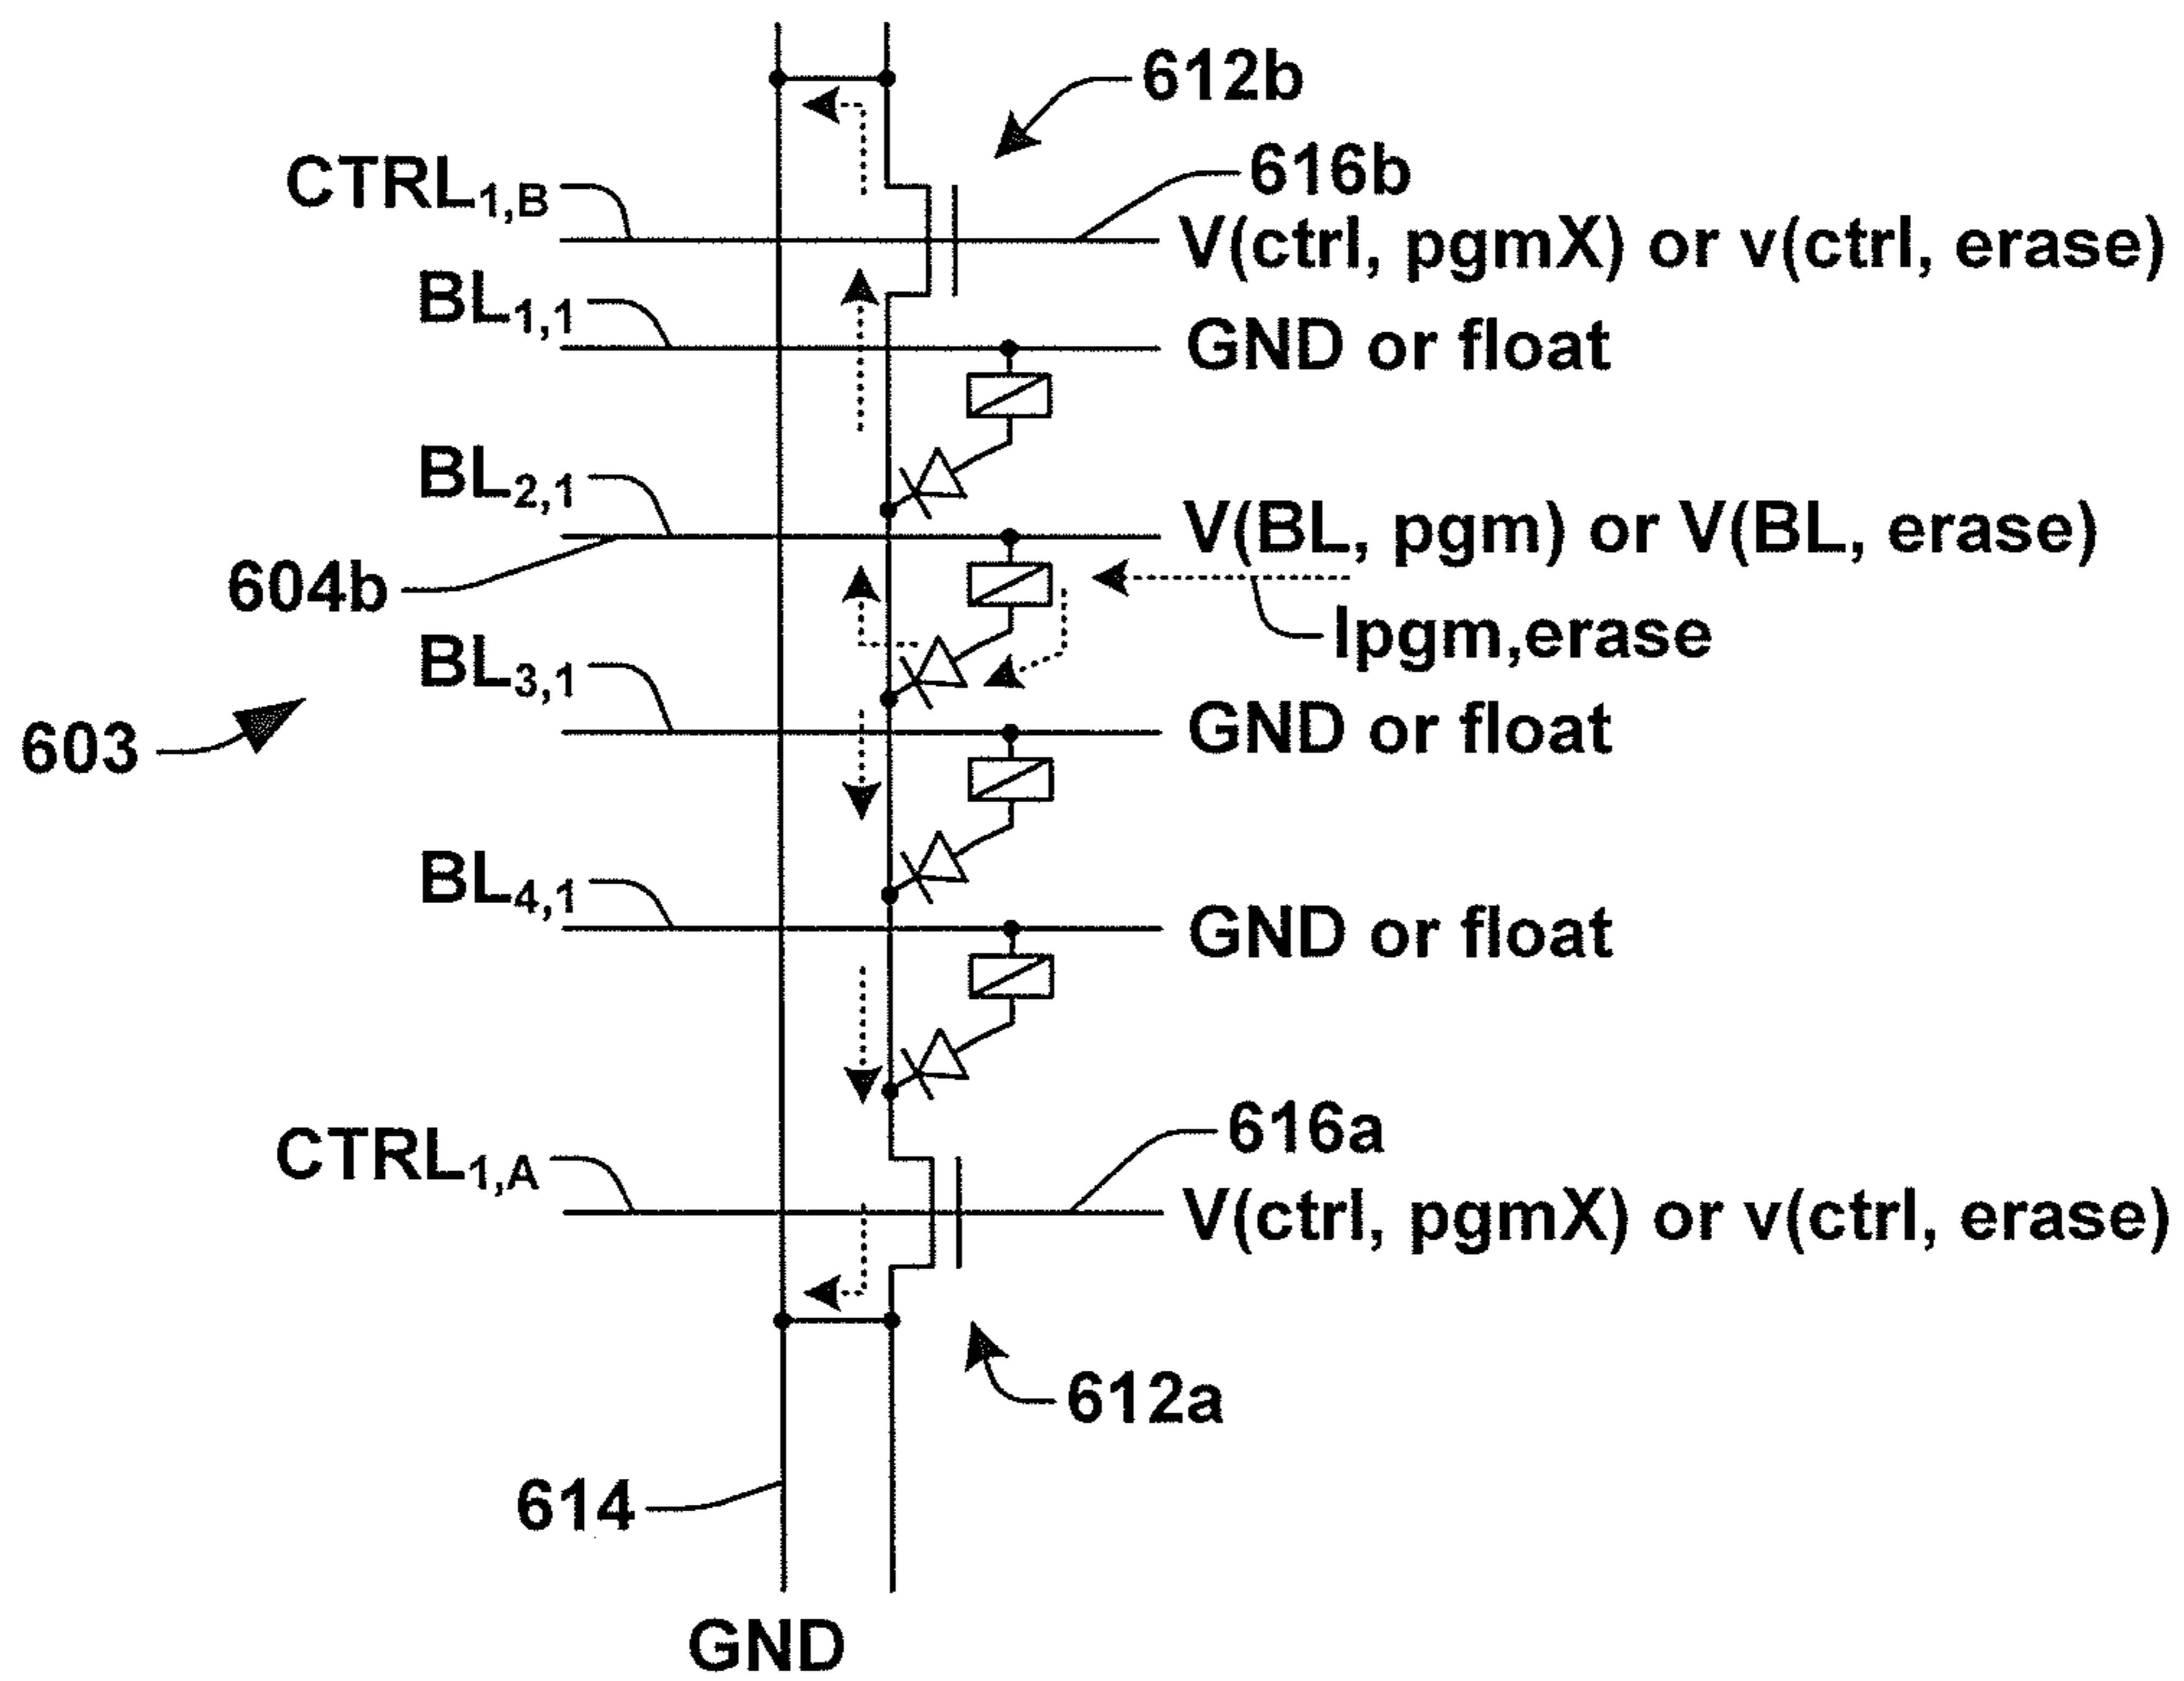 612b
CTRL1,B
616b
V(ctrl, pgmX) or v(ctrl, erase)
BL1,1
GND or float
BL2,1
V(BL, pgm) or V(BL, erase)
604b
Ipgm,erase
BL3,1
GND or float
603
BL4,1
GND or float
616a
CTRL1,A
V(ctrl, pgmX) or v(ctrl, erase)
612a
614
GND